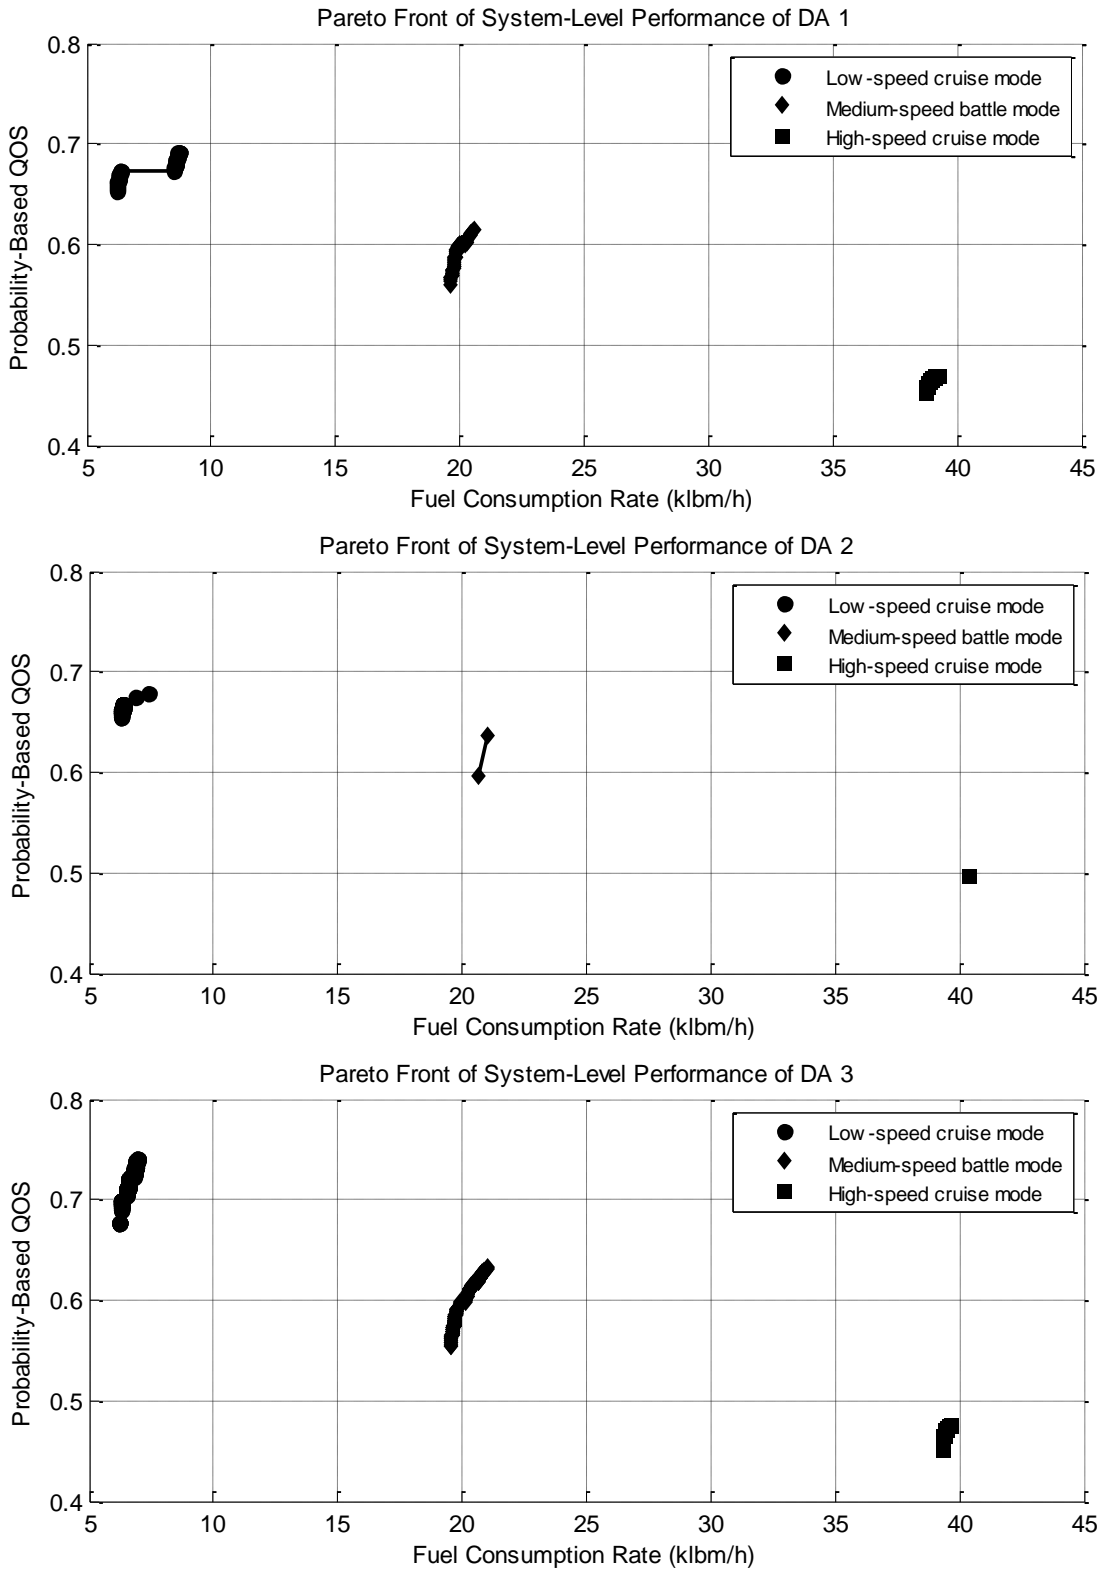 Pareto Front of System-Level Performance of DA 1
0.8
0.7
0.6
0.5
0.4
Probability-Based QOS
Low-speed cruise mode
Medium-speed battle mode
High-speed cruise mode
5 10 15 20 25 30 35 40 45
Fuel Consumption Rate (klbm/h)
Pareto Front of System-Level Performance of DA 2
0.8
0.7
0.6
0.5
0.4
Probability-Based QOS
Low-speed cruise mode
Medium-speed battle mode
High-speed cruise mode
5 10 15 20 25 30 35 40 45
Fuel Consumption Rate (klbm/h)
Pareto Front of System-Level Performance of DA 3
0.8
0.7
0.6
0.5
0.4
Probability-Based QOS
Low-speed cruise mode
Medium-speed battle mode
High-speed cruise mode
5 10 15 20 25 30 35 40 45
Fuel Consumption Rate (klbm/h)